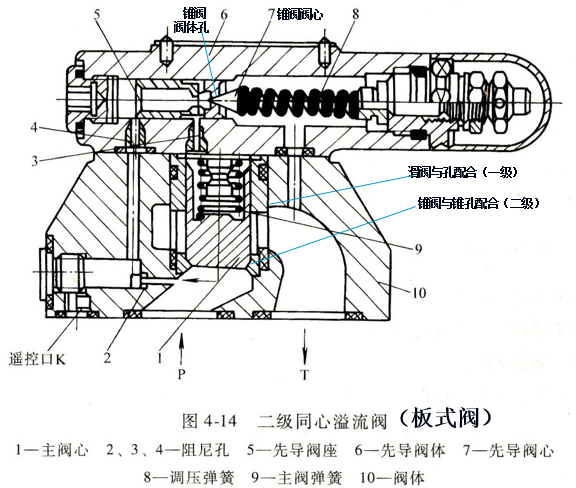 锥阀
阀体孔
锥阀阀心
5
6
7
8
4
3
滑阀与孔配合（一级）
锥阀与锥孔配合（二级）
9
10
遥控口K
2
1
P
T
图 4-14 二级同心溢流阀（板式阀）
1—主阀心 2、3、4—阻尼孔 5—先导阀座 6—先导阀体 7—先导阀心
8—调压弹簧 9—主阀弹簧 10—阀体